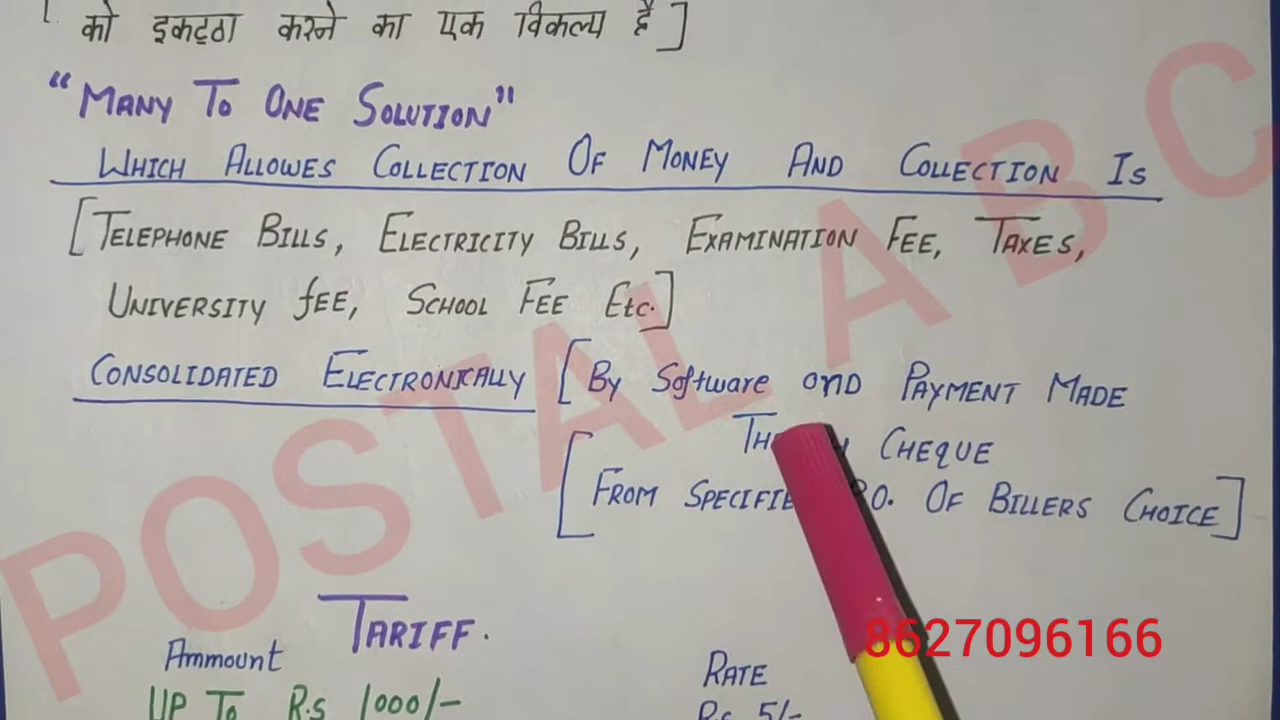 को इकट्ठा करने का एक विकल्प है]
"MANY TO ONE SOLUTION"
WHICH ALLOWES COLLECTION OF MONEY AND COLLECTION IS
[TELEPHONE BILLS, ELECTRICITY BILLS, EXAMINATION FEE, TAXES,
UNIVERSITY fEE, SCHOOL FEE Etc.]
CONSOLIDATED ELECTRONICALLY [By Software and PAYMENT MADE
CHEQUE
[FROM SPECIFIE P.O. OF BILLERS CHOICE]
TARIFF.
Ammount RATE
UP TO R.s 1000/- Rs 5/-
POSTAL ABC
8627096166